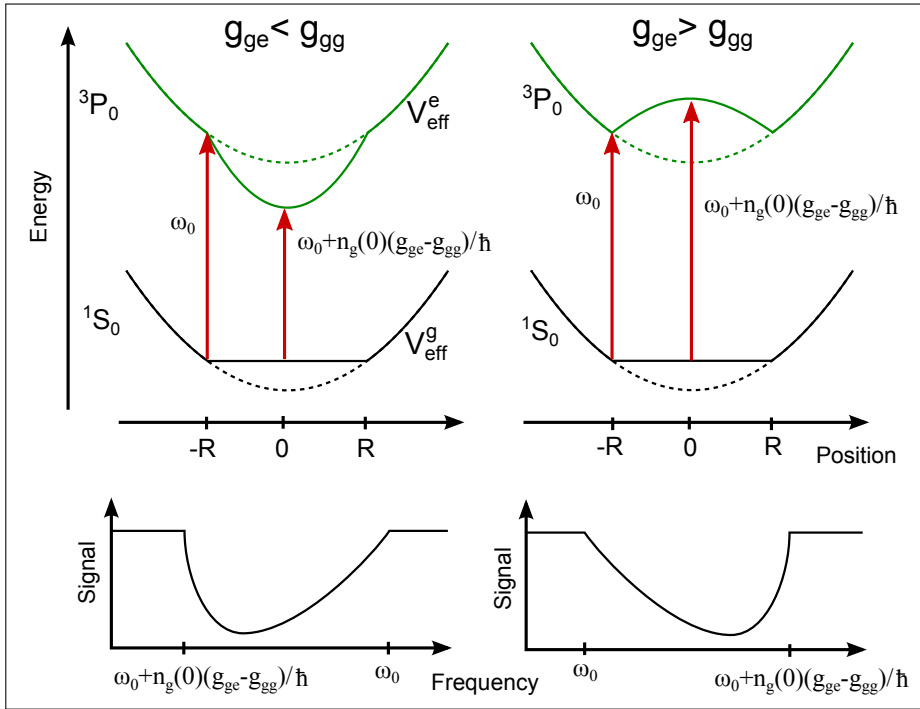 g_ge < g_gg
g_ge > g_gg
Energy
³P₀
V^e_eff
ω₀
ω₀+n_g(0)(g_ge-g_gg)/ħ
¹S₀
V^g_eff
-R
0
R
³P₀
ω₀
ω₀+n_g(0)(g_ge-g_gg)/ħ
¹S₀
-R
0
R
Position
Signal
ω₀+n_g(0)(g_ge-g_gg)/ħ
ω₀
Frequency
Signal
ω₀
ω₀+n_g(0)(g_ge-g_gg)/ħ